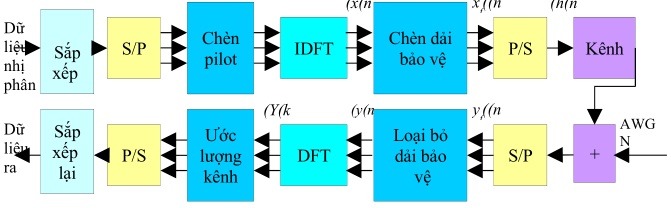 Dữ
liệu
nhị
phân
Sắp
xếp
S/P
Chèn
pilot
IDFT
(x(n
Chèn dải
bảo vệ
x_f((n
P/S
(h(n
Kênh
Dữ
liệu
ra
Sắp
xếp
lại
P/S
Ước
lượng
kênh
(Y(k
DFT
(y(n
Loại bỏ
dải bảo
vệ
y_f((n
S/P
+
AWG
N